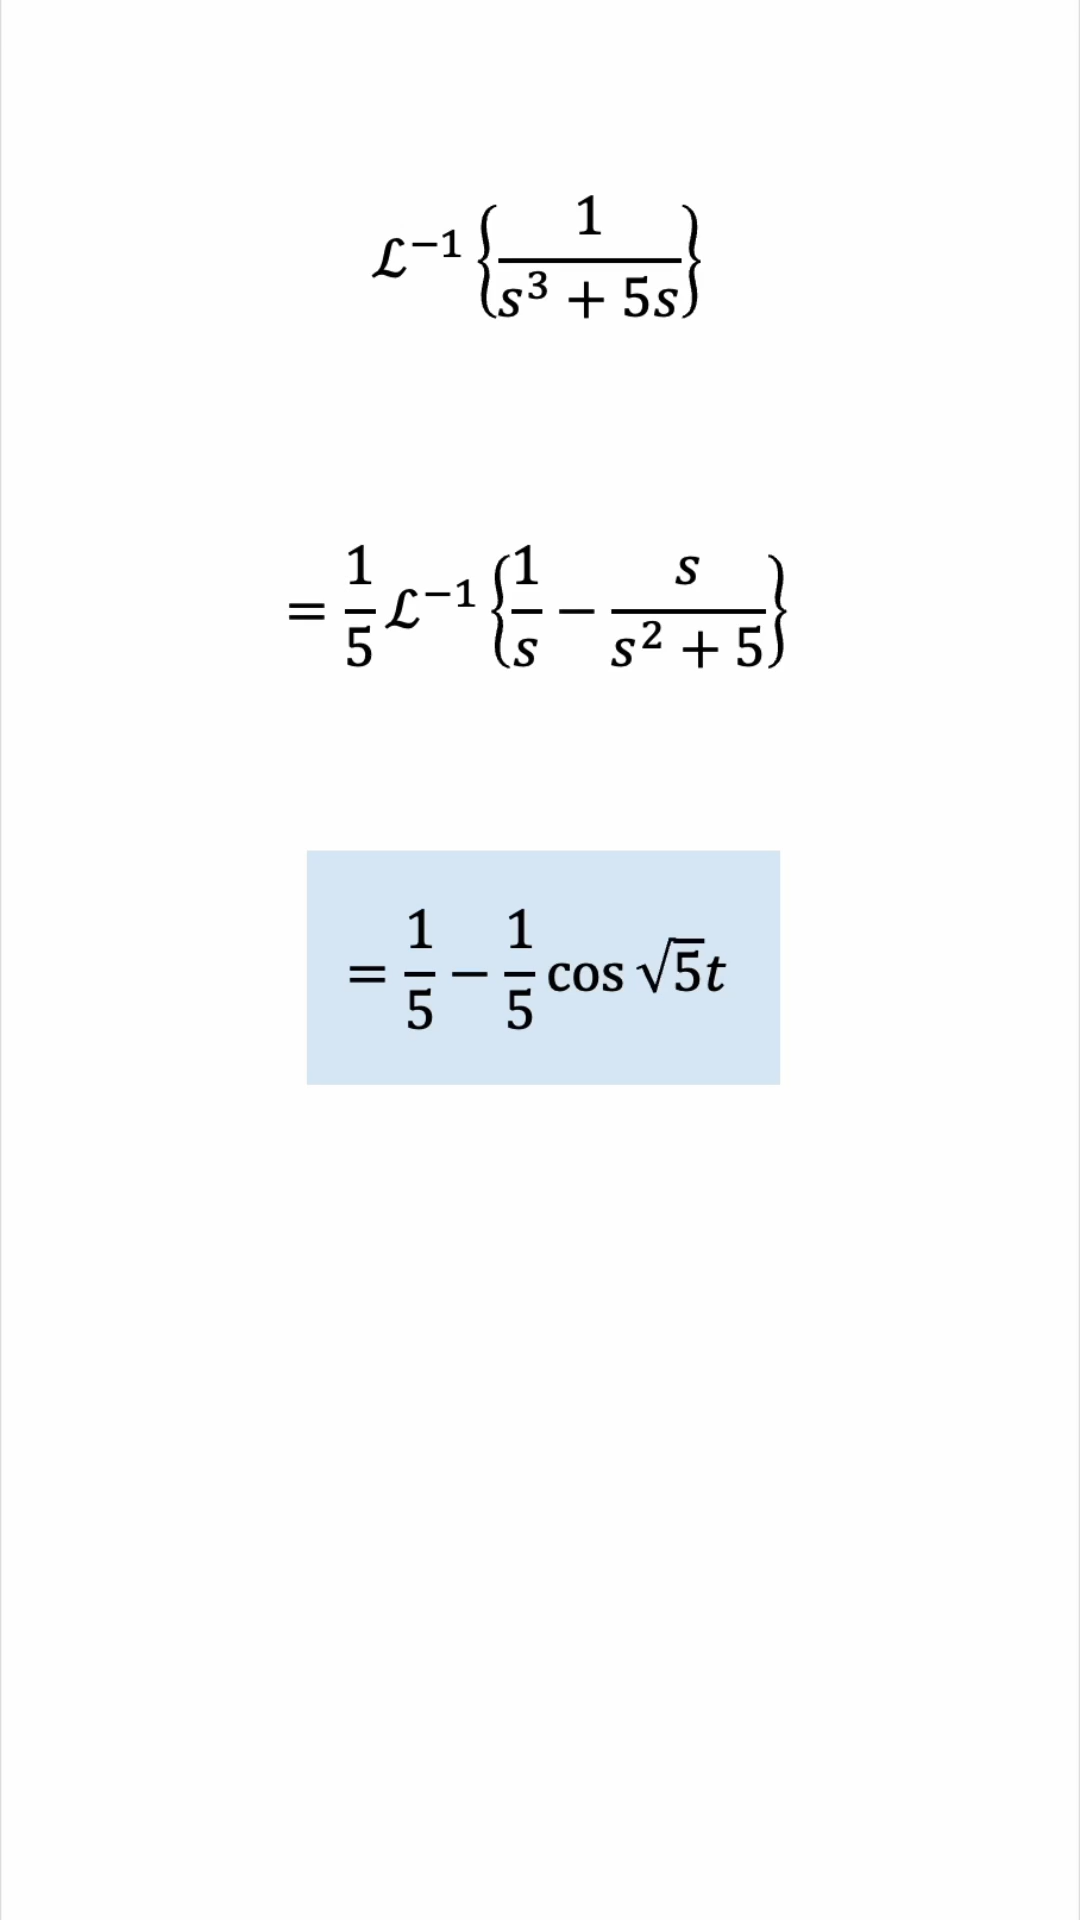 ℒ⁻¹{1/(s³ + 5s)}
= 1/5 ℒ⁻¹{1/s − s/(s² + 5)}
= 1/5 − 1/5 cos √5t